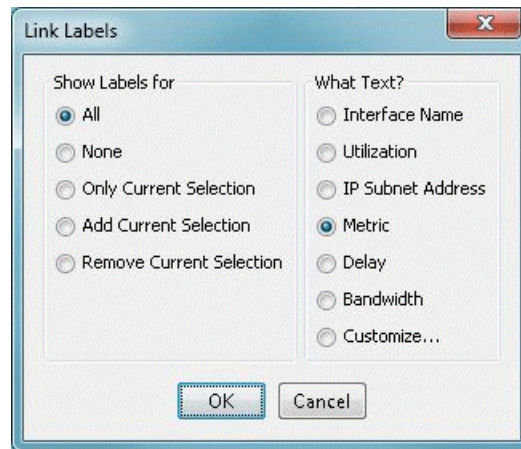 Link Labels
Show Labels for
All
None
Only Current Selection
Add Current Selection
Remove Current Selection
What Text?
Interface Name
Utilization
IP Subnet Address
Metric
Delay
Bandwidth
Customize...
OK
Cancel